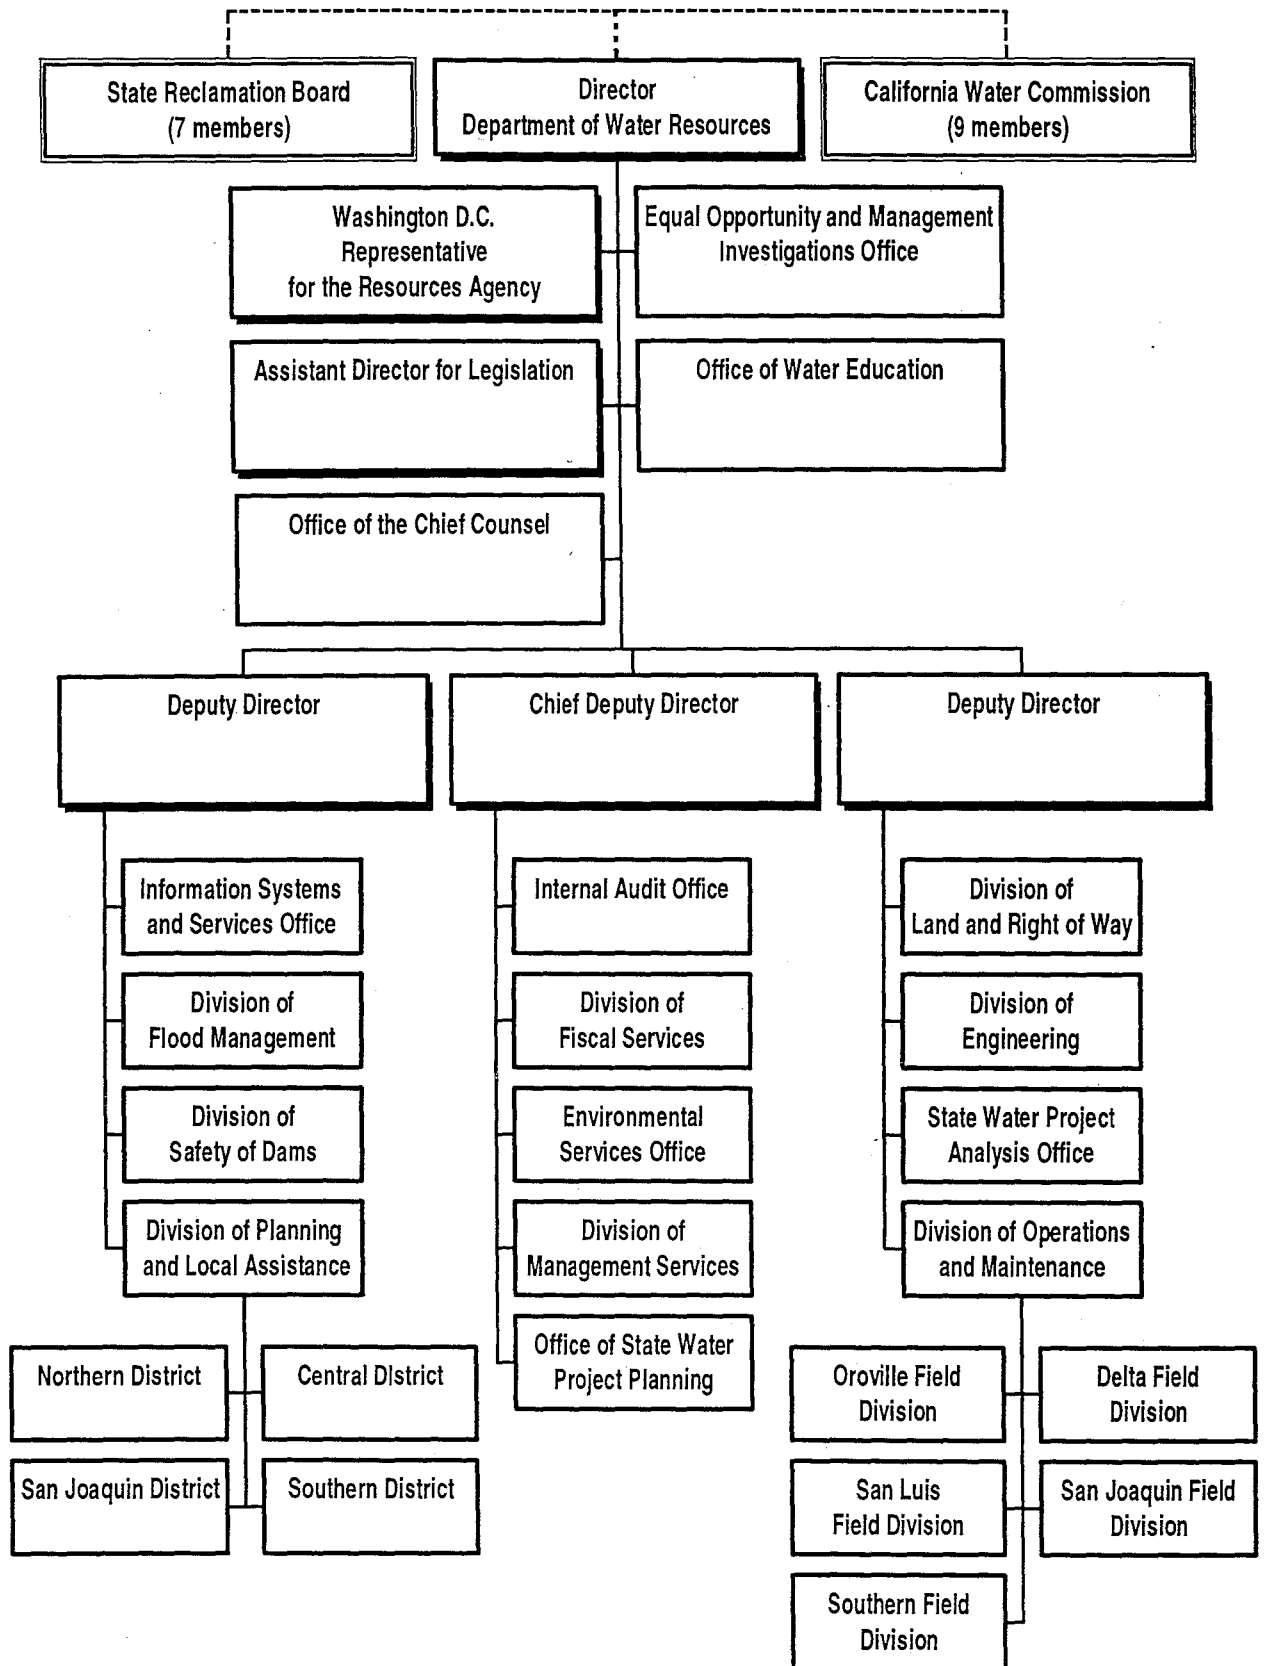 State Reclamation Board
(7 members)
Director
Department of Water Resources
California Water Commission
(9 members)
Washington D.C.
Representative
for the Resources Agency
Equal Opportunity and Management
Investigations Office
Assistant Director for Legislation
Office of Water Education
Office of the Chief Counsel
Deputy Director
Chief Deputy Director
Deputy Director
Information Systems
and Services Office
Division of
Flood Management
Division of
Safety of Dams
Division of Planning
and Local Assistance
Northern District
Central District
San Joaquin District
Southern District
Internal Audit Office
Division of
Fiscal Services
Environmental
Services Office
Division of
Management Services
Office of State Water
Project Planning
Division of
Land and Right of Way
Division of
Engineering
State Water Project
Analysis Office
Division of Operations
and Maintenance
Oroville Field
Division
Delta Field
Division
San Luis
Field Division
San Joaquin Field
Division
Southern Field
Division